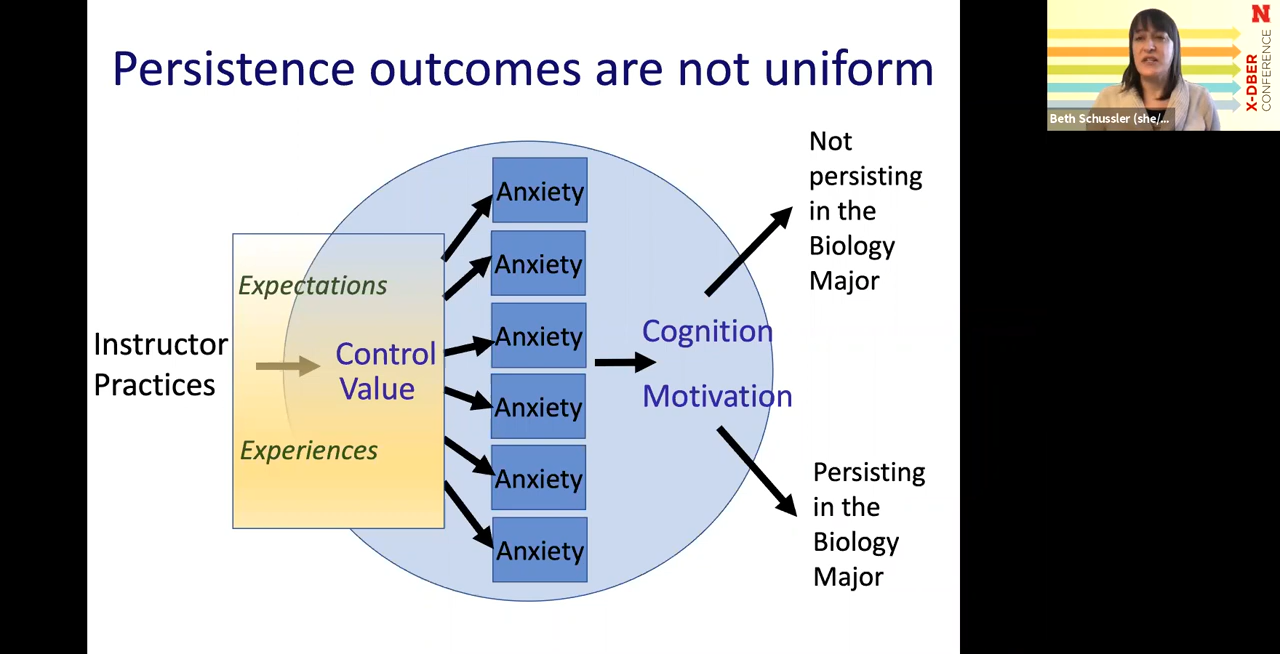 Persistence outcomes are not uniform
Instructor
Practices
Expectations
Control
Value
Experiences
Anxiety
Anxiety
Anxiety
Anxiety
Anxiety
Anxiety
Cognition
Motivation
Not
persisting
in the
Biology
Major
Persisting
in the
Biology
Major
N
X-DBER
CONFERENCE
Beth Schussler (she/...